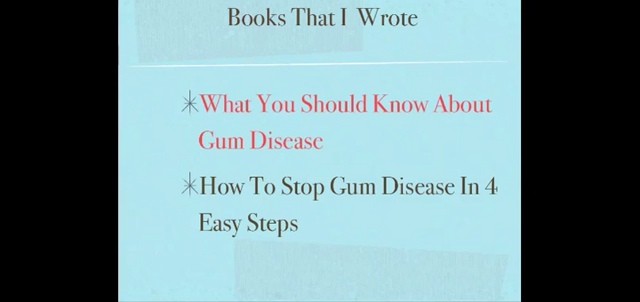 Books That I Wrote
What You Should Know About
Gum Disease
How To Stop Gum Disease In 4
Easy Steps